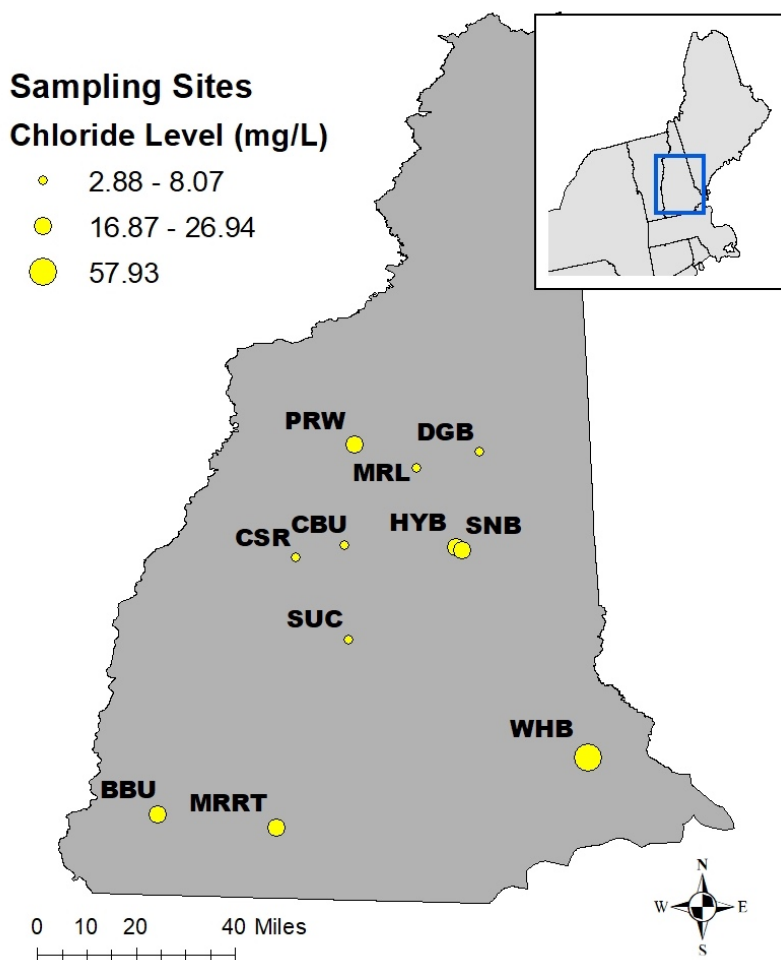 Sampling Sites
Chloride Level (mg/L)
2.88 - 8.07
16.87 - 26.94
57.93
PRW
DGB
MRL
CSR
CBU
HYB
SNB
SUC
WHB
BBU
MRRT
N
W
E
S
0 10 20 40 Miles